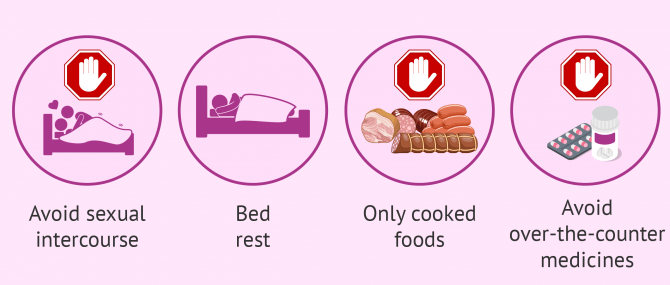 Avoid sexual
intercourse
Bed
rest
Only cooked
foods
Avoid
over-the-counter
medicines